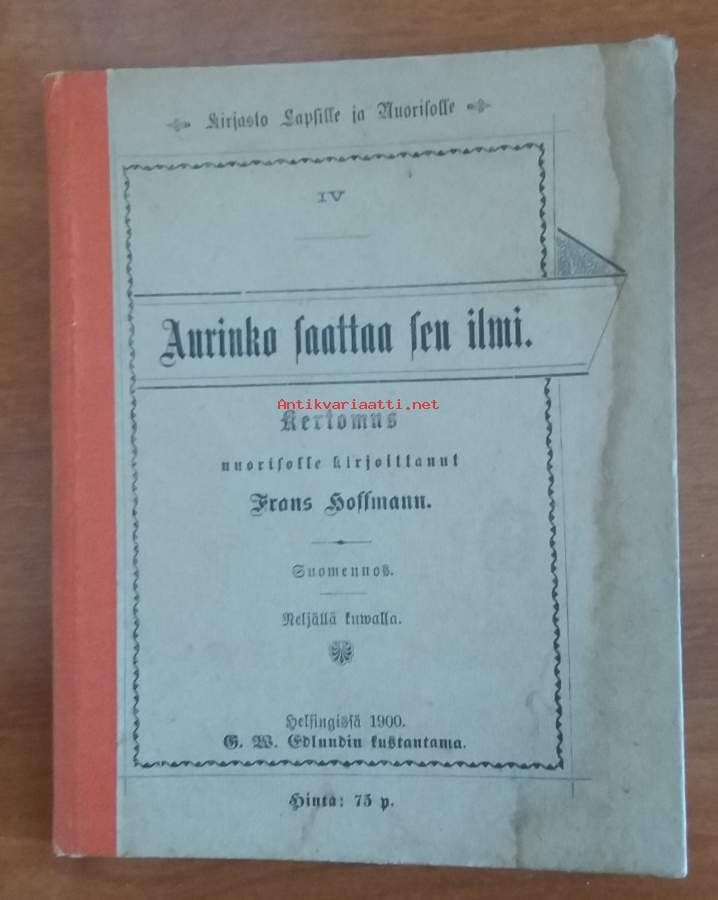 Kirjasto Lapsille ja Nuorisolle
IV
Aurinko saattaa sen ilmi.
Antikvariaatti.net
Kertomus
nuorisolle kirjoittanut
Frans Hoffmann.
Suomennos.
Neljällä kuwalla.
Helsingissä 1900.
G. W. Edlundin kustantama.
Hinta: 75 p.